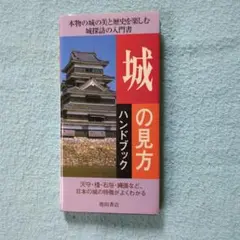 本物の城の美と歴史を楽しむ
城探訪の入門書
城の見方
ハンドブック
天守・櫓・石垣・縄張など、
日本の城の特徴がよくわかる
池田書店